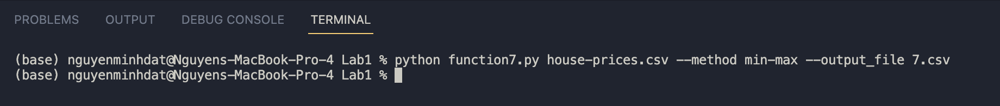 PROBLEMS OUTPUT DEBUG CONSOLE TERMINAL
(base) nguyenminhdat@Nguyens-MacBook-Pro-4 Lab1 % python function7.py house-prices.csv --method min-max --output_file 7.csv
(base) nguyenminhdat@Nguyens-MacBook-Pro-4 Lab1 %